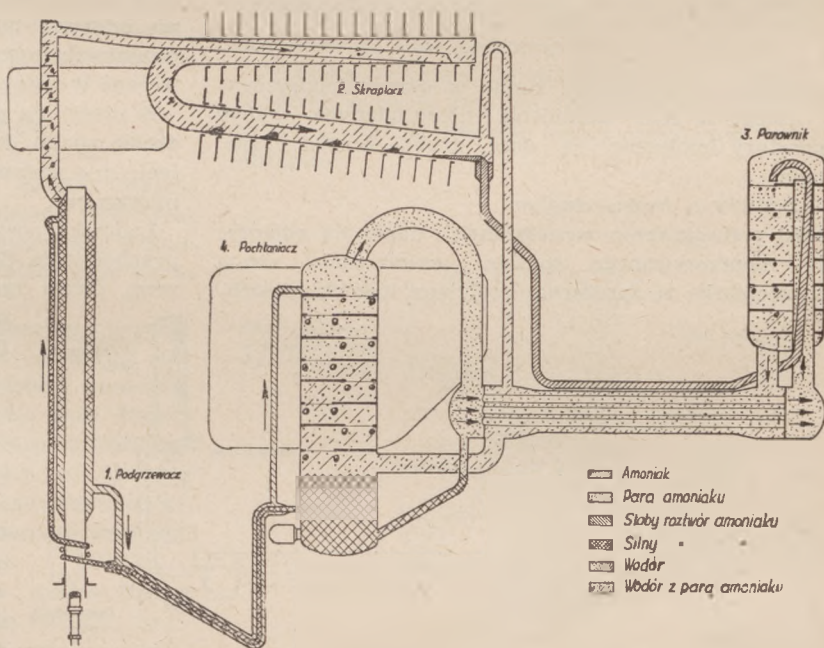 2. Skraplacz
3. Parownik
4. Pochłaniacz
1. Podgrzewacz
Amoniak
Para amoniaku
Słaby roztwór amoniaku
Silny " "
Wodór
Wodór z parą amoniaku